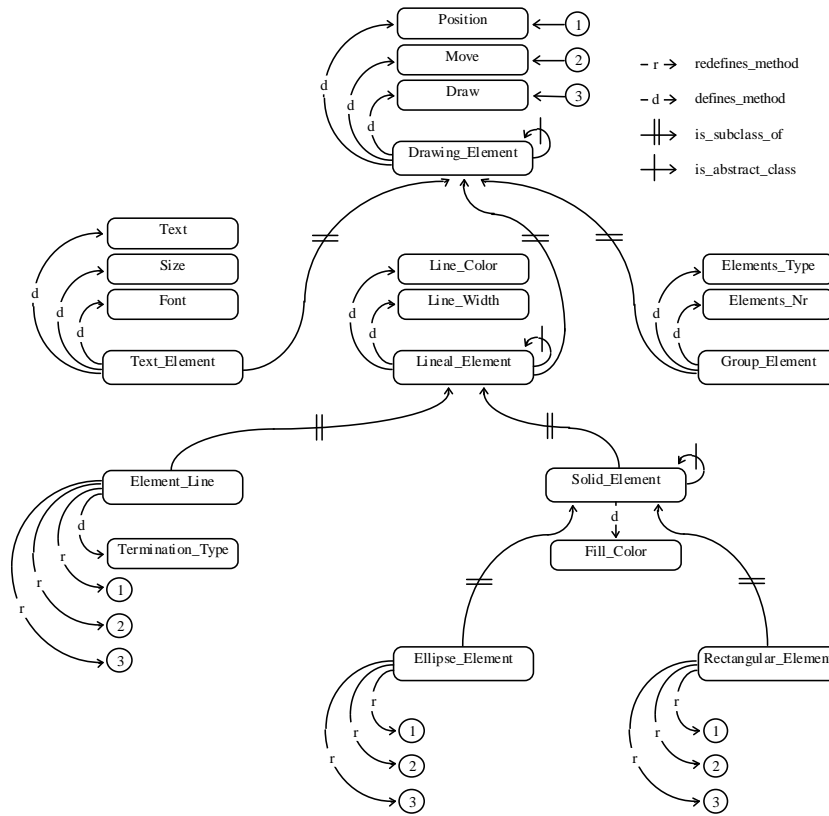 Position
1
Move
2
Draw
3
– r → redefines_method
– d → defines_method
is_subclass_of
is_abstract_class
d
d
d
Drawing_Element
Text
Size
Font
d
d
d
Text_Element
Line_Color
Line_Width
d
d
Lineal_Element
Elements_Type
Elements_Nr
d
d
Group_Element
Element_Line
Solid_Element
d
d
Termination_Type
Fill_Color
r
r
r
1
2
3
Ellipse_Element
Rectangular_Element
r
r
r
1
2
3
r
r
r
1
2
3